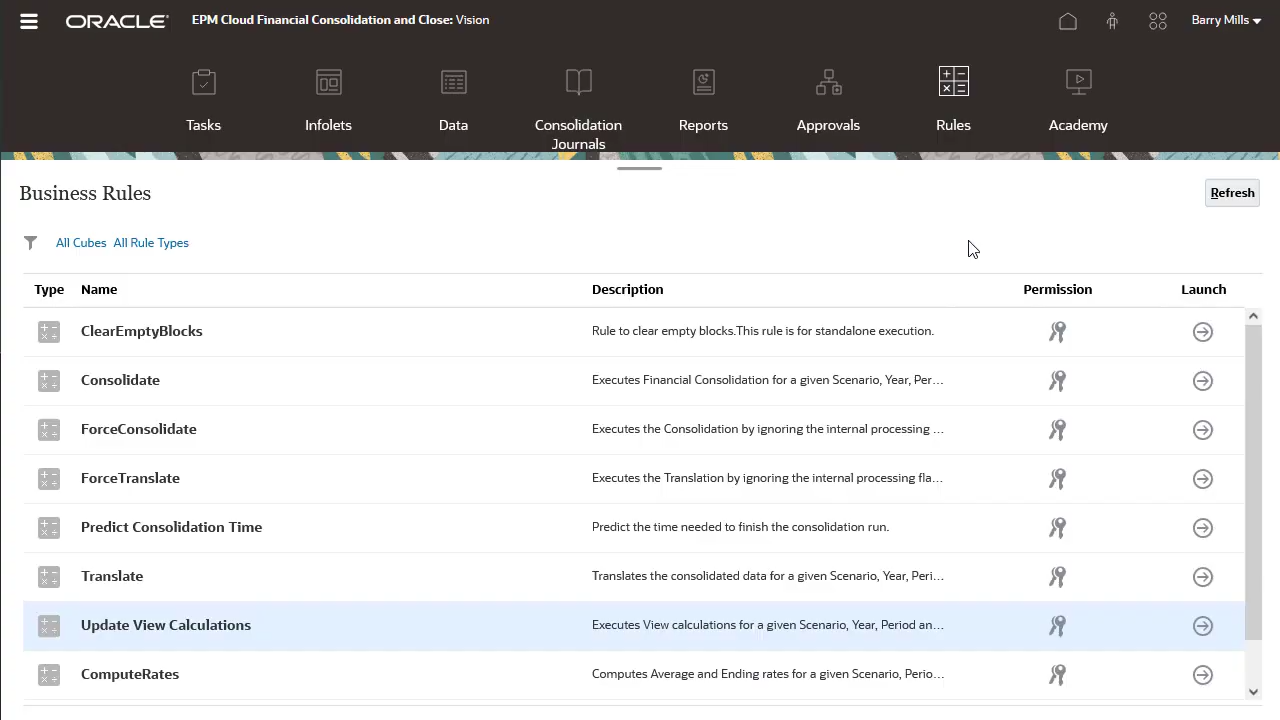 ORACLE EPM Cloud Financial Consolidation and Close: Vision Barry Mills
Tasks Infolets Data Consolidation Journals Reports Approvals Rules Academy
Business Rules Refresh
All Cubes All Rule Types
Type Name Description Permission Launch
ClearEmptyBlocks Rule to clear empty blocks.This rule is for standalone execution.
Consolidate Executes Financial Consolidation for a given Scenario, Year, Per...
ForceConsolidate Executes the Consolidation by ignoring the internal processing ...
ForceTranslate Executes the Translation by ignoring the internal processing fla...
Predict Consolidation Time Predict the time needed to finish the consolidation run.
Translate Translates the consolidated data for a given Scenario, Year, Peri...
Update View Calculations Executes View calculations for a given Scenario, Year, Period an...
ComputeRates Computes Average and Ending rates for a given Scenario, Perio...